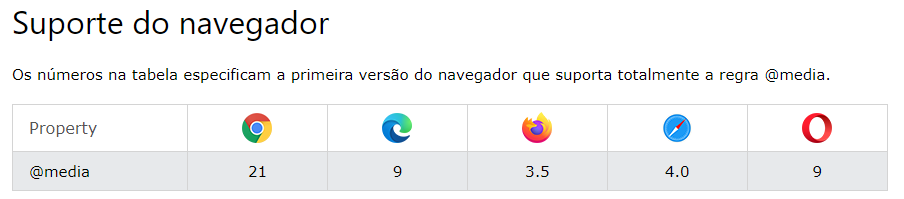 Suporte do navegador
Os números na tabela especificam a primeira versão do navegador que suporta totalmente a regra @media.
Property
@media 21 9 3.5 4.0 9